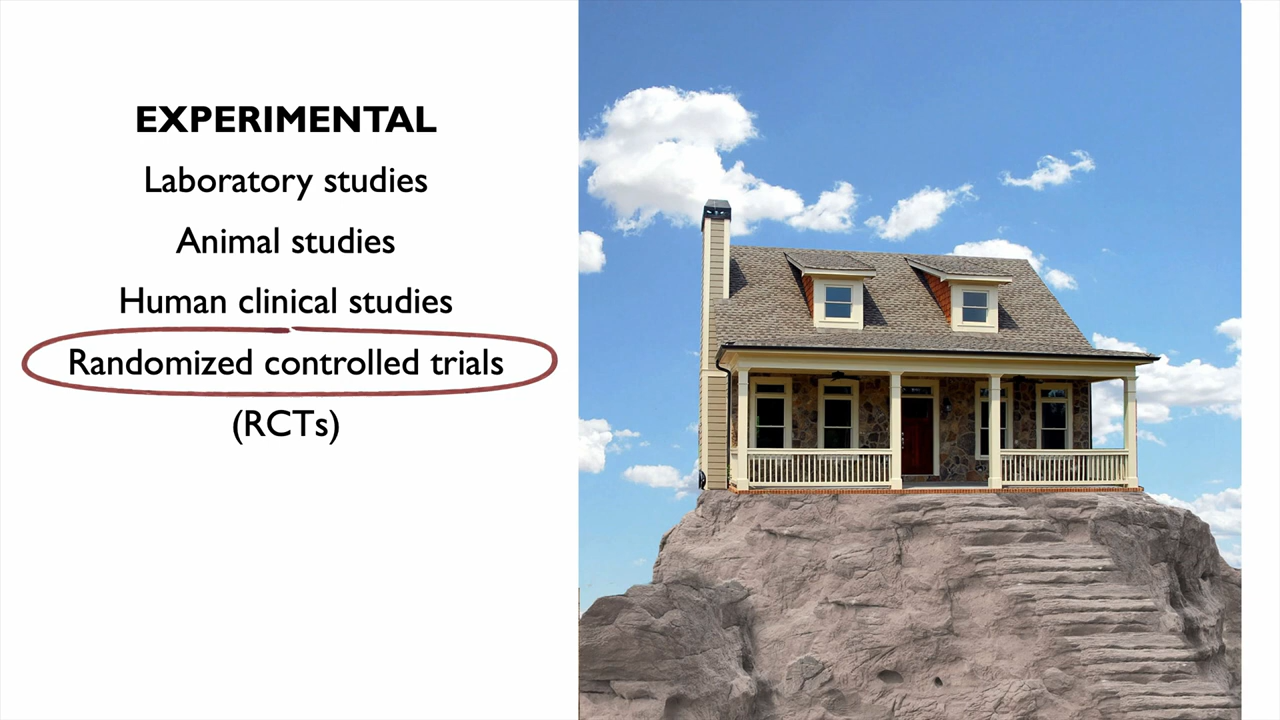 EXPERIMENTAL
Laboratory studies
Animal studies
Human clinical studies
Randomized controlled trials
(RCTs)